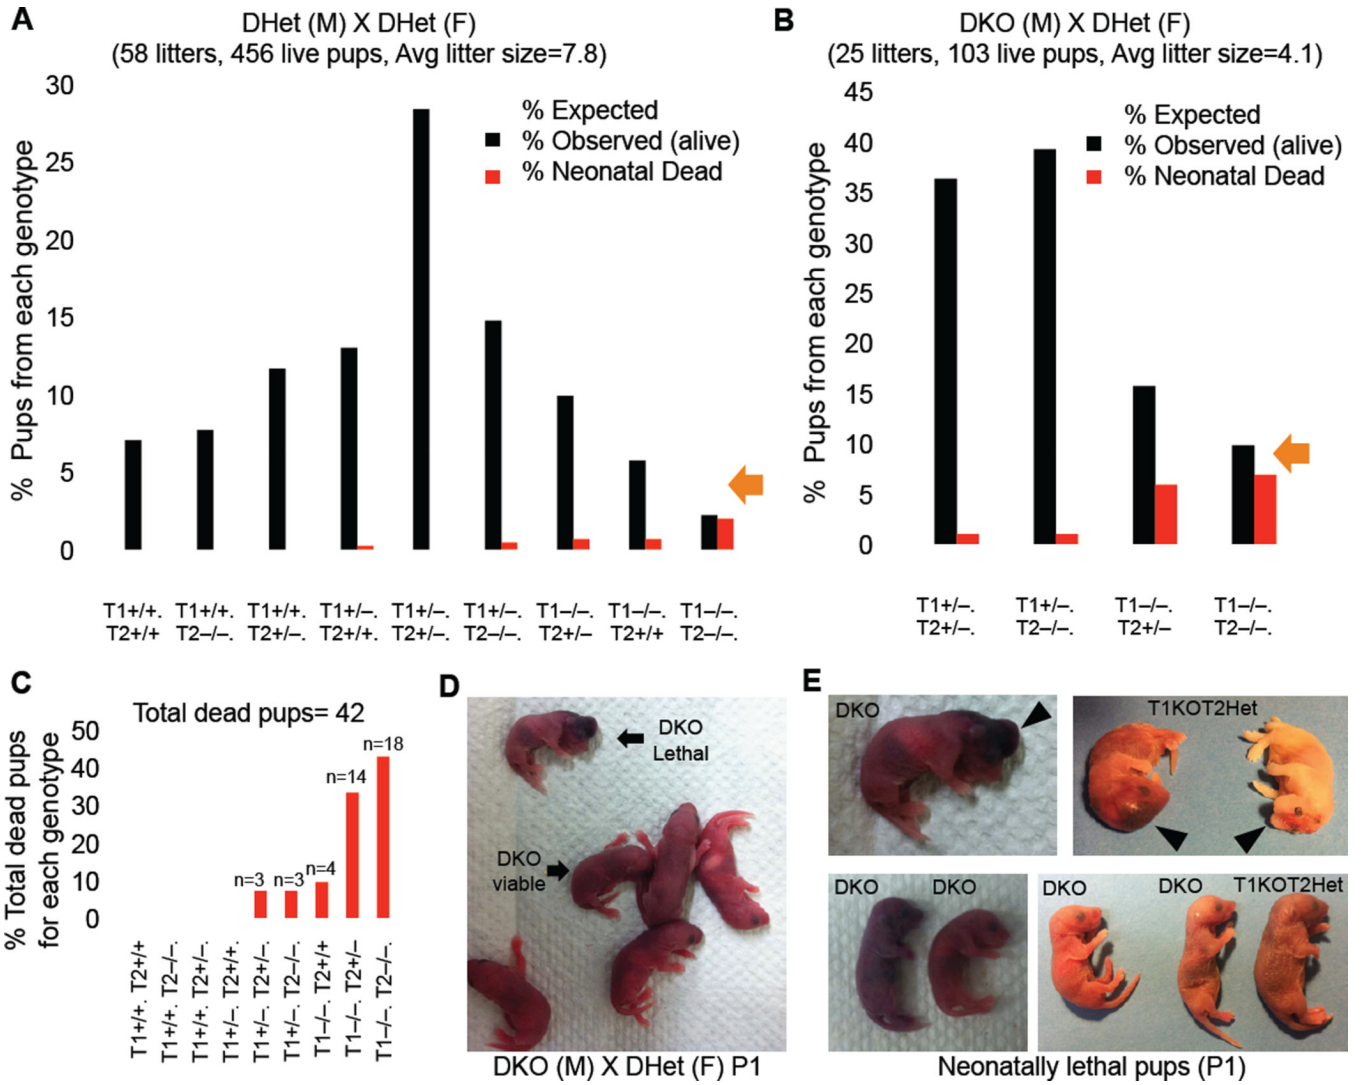 A
DHet (M) X DHet (F)
(58 litters, 456 live pups, Avg litter size=7.8)
% Pups from each genotype
30
25
20
15
10
5
0
% Expected
% Observed (alive)
% Neonatal Dead
T1+/+. T1+/+. T1+/+. T1+/–. T1+/–. T1+/–. T1–/–. T1–/–. T1–/–.
T2+/+ T2–/–. T2+/–. T2+/+. T2+/–. T2–/–. T2+/– T2+/+ T2–/–.
B
DKO (M) X DHet (F)
(25 litters, 103 live pups, Avg litter size=4.1)
% Pups from each genotype
45
40
35
30
25
20
15
10
5
0
% Expected
% Observed (alive)
% Neonatal Dead
T1+/–. T1+/–. T1–/–. T1–/–.
T2+/–. T2–/–. T2+/– T2–/–.
C
Total dead pups= 42
% Total dead pups
for each genotype
50
40
30
20
10
0
n=3
n=3
n=4
n=14
n=18
T1+/+. T2+/+
T1+/+. T2–/–.
T1+/+. T2+/–.
T1+/–. T2+/+.
T1+/–. T2+/–.
T1+/–. T2–/–.
T1–/–. T2+/+
T1–/–. T2+/–
T1–/–. T2–/–.
D
DKO
Lethal
DKO
viable
DKO (M) X DHet (F) P1
E
DKO
T1KOT2Het
DKO DKO
DKO DKO T1KOT2Het
Neonatally lethal pups (P1)